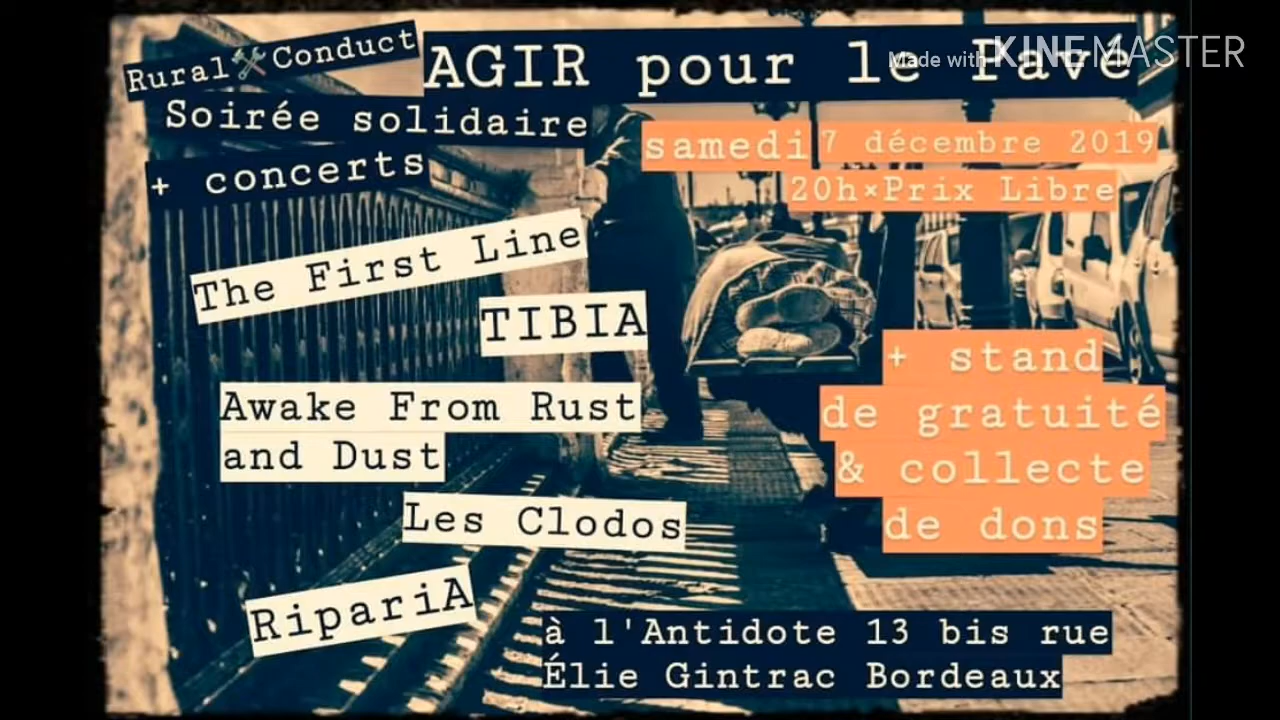 Rural Conduct
AGIR pour le Pavé
Made with KINEMASTER
Soirée solidaire
+ concerts
samedi 7 décembre 2019
20h×Prix Libre
The First Line
TIBIA
Awake From Rust
and Dust
Les Clodos
RipariA
+ stand
de gratuité
& collecte
de dons
à l'Antidote 13 bis rue
Élie Gintrac Bordeaux